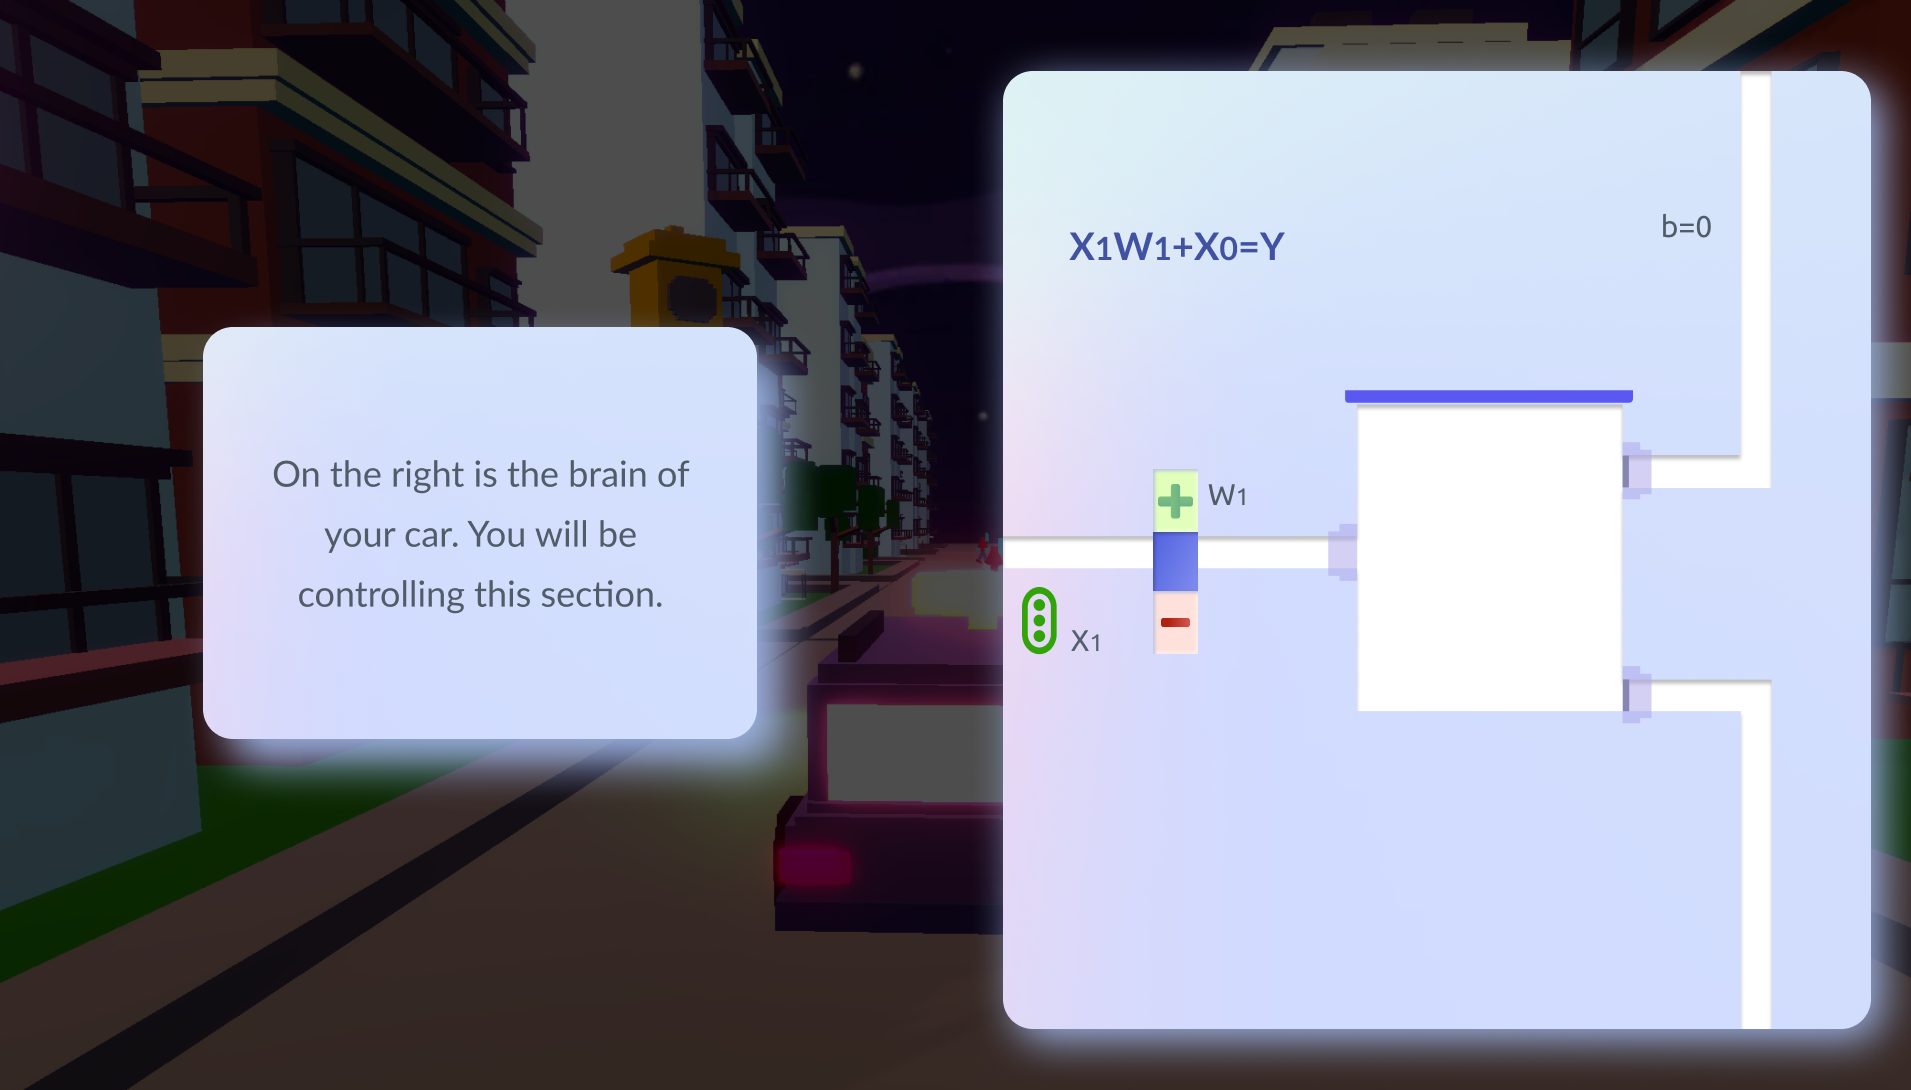 On the right is the brain of
your car. You will be
controlling this section.
X1W1+X0=Y
b=0
W1
X1